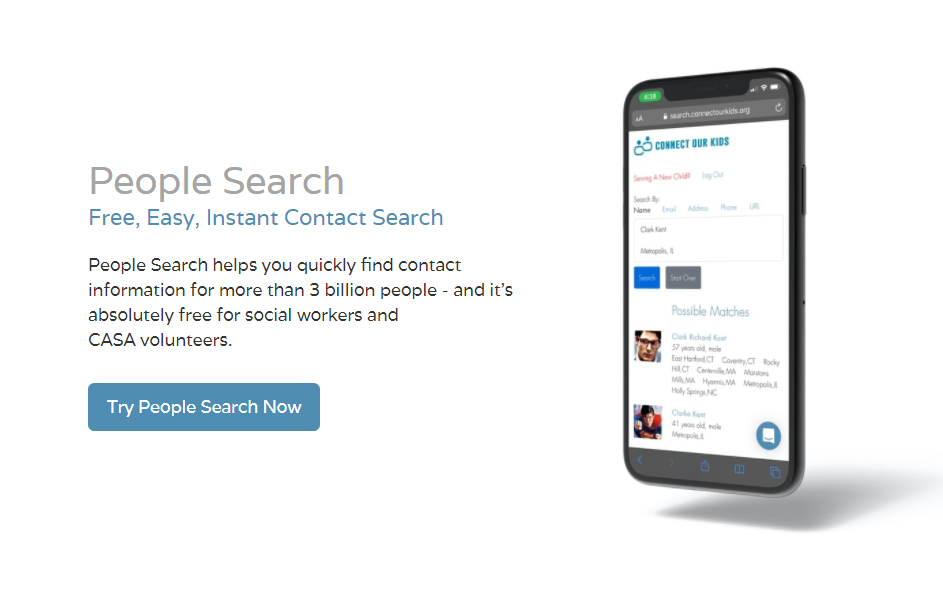 People Search
Free, Easy, Instant Contact Search
People Search helps you quickly find contact
information for more than 3 billion people - and it's
absolutely free for social workers and
CASA volunteers.
Try People Search Now
4:38
AA search.connectourkids.org
CONNECT OUR KIDS
Serving A New Child? Log Out
Search By:
Name Email Address Phone URL
Clark Kent
Metropolis, IL
Search Start Over
Possible Matches
Clark Richard Kent
57 years old, male
East Hartford,CT Coventry,CT Rocky
Hill,CT Centerville,MA Marstons
Mills,MA Hyannis,MA Metropolis,IL
Holly Springs,NC
Clarke Kent
41 years old, male
Metropolis,IL